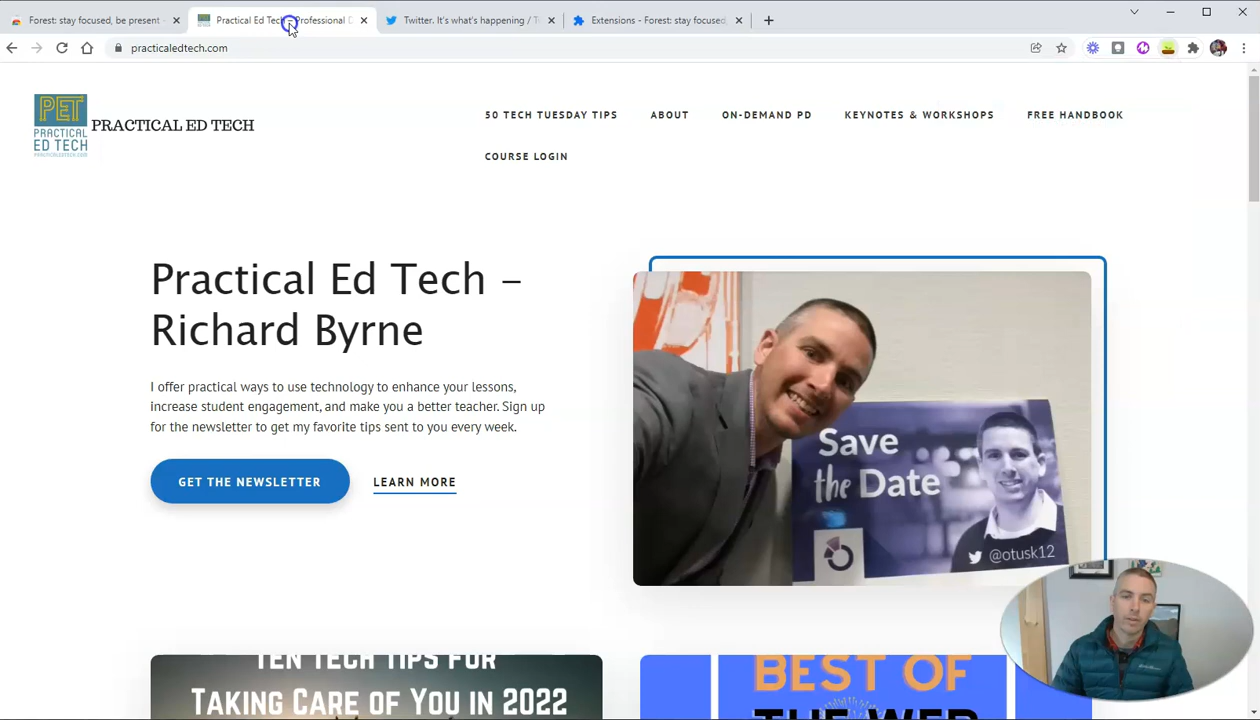 Forest: stay focused, be present
Practical Ed Tech
Professional D
Twitter. It's what's happening / T
Extensions - Forest: stay focused,
practicaledtech.com
PET
PRACTICAL
ED TECH
PRACTICALEDTECH.COM
PRACTICAL ED TECH
50 TECH TUESDAY TIPS
ABOUT
ON-DEMAND PD
KEYNOTES & WORKSHOPS
FREE HANDBOOK
COURSE LOGIN
Practical Ed Tech –
Richard Byrne
I offer practical ways to use technology to enhance your lessons,
increase student engagement, and make you a better teacher. Sign up
for the newsletter to get my favorite tips sent to you every week.
GET THE NEWSLETTER
LEARN MORE
Save
the Date
@otusk12
TEN TECH TIPS FOR
TAKING CARE OF YOU IN 2022
BEST OF
THE WEB